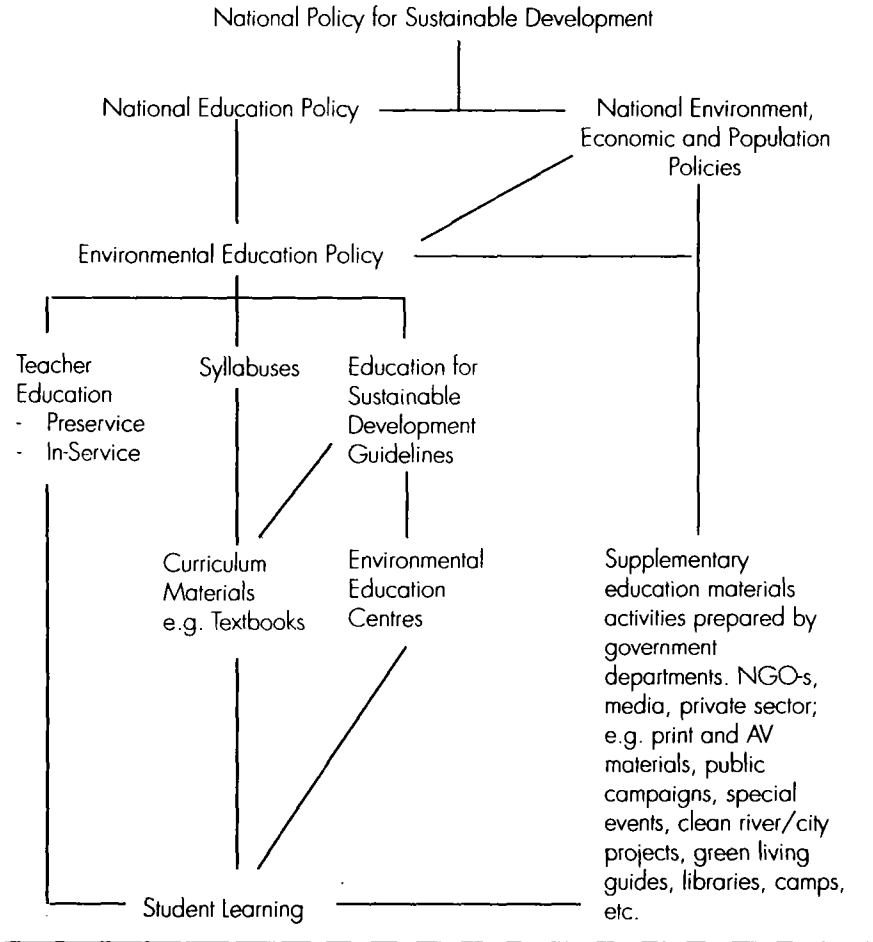 National Policy for Sustainable Development
National Education Policy
National Environment,
Economic and Population
Policies
Environmental Education Policy
Teacher
Education
- Preservice
- In-Service
Syllabuses
Education for
Sustainable
Development
Guidelines
Curriculum
Materials
e.g. Textbooks
Environmental
Education
Centres
Supplementary
education materials
activities prepared by
government
departments. NGO-s,
media, private sector;
e.g. print and AV
materials, public
campaigns, special
events, clean river/city
projects, green living
guides, libraries, camps,
etc.
Student Learning